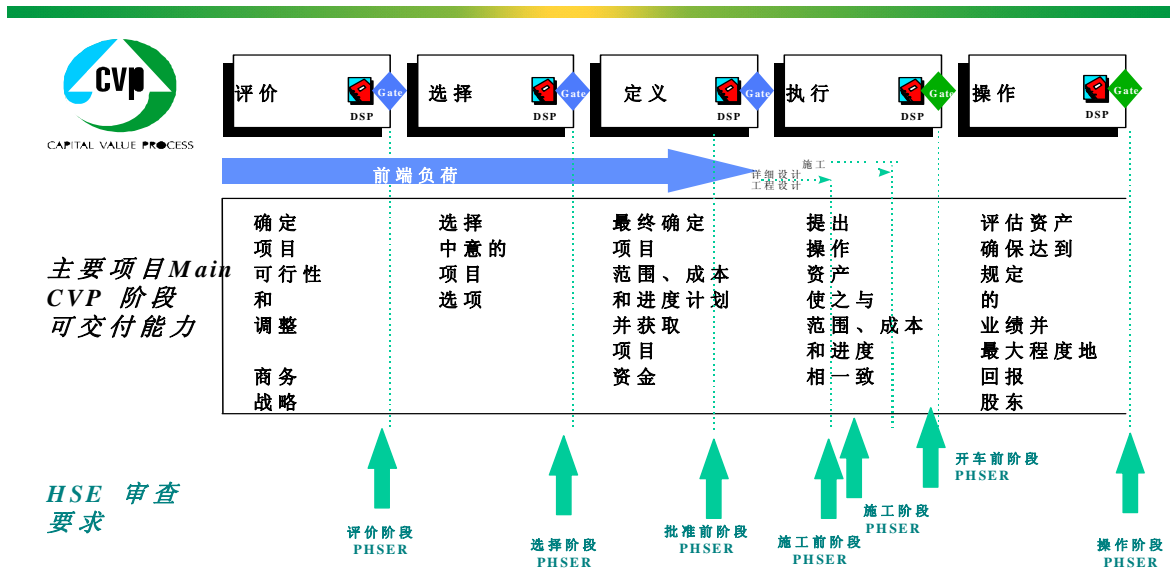 cvp
CAPITAL VALUE PROCESS
评价
Gate
DSP
选择
Gate
DSP
定义
Gate
DSP
执行
Gate
DSP
操作
Gate
DSP
前端负荷
施工
详细设计
工程设计
主要项目Main
CVP 阶段
可交付能力
确定
项目
可行性
和
调整
商务
战略
选择
中意的
项目
选项
最终确定
项目
范围、成本
和进度计划
并获取
项目
资金
提出
操作
资产
使之与
范围、成本
和进度
相一致
评估资产
确保达到
规定
的
业绩并
最大程度地
回报
股东
HSE 审查
要求
评价阶段
PHSER
选择阶段
PHSER
批准前阶段
PHSER
施工前阶段
PHSER
施工阶段
PHSER
开车前阶段
PHSER
操作阶段
PHSER